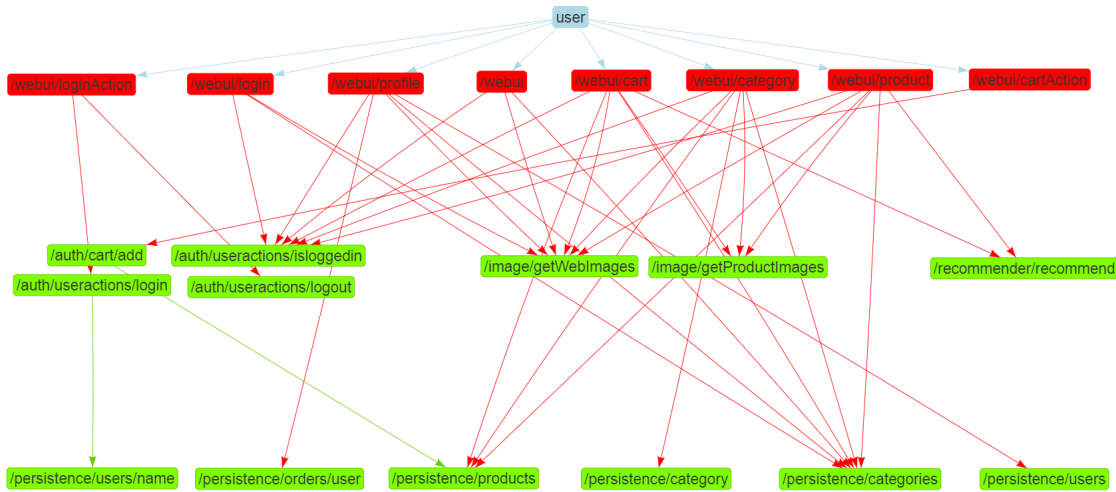 user
/webui/loginAction
/webui/login
/webui/profile
/webui
/webui/cart
/webui/category
/webui/product
/webui/cartAction
/auth/cart/add
/auth/useractions/isloggedin
/image/getWebImages
/image/getProductImages
/recommender/recommend
/auth/useractions/login
/auth/useractions/logout
/persistence/users/name
/persistence/orders/user
/persistence/products
/persistence/category
/persistence/categories
/persistence/users